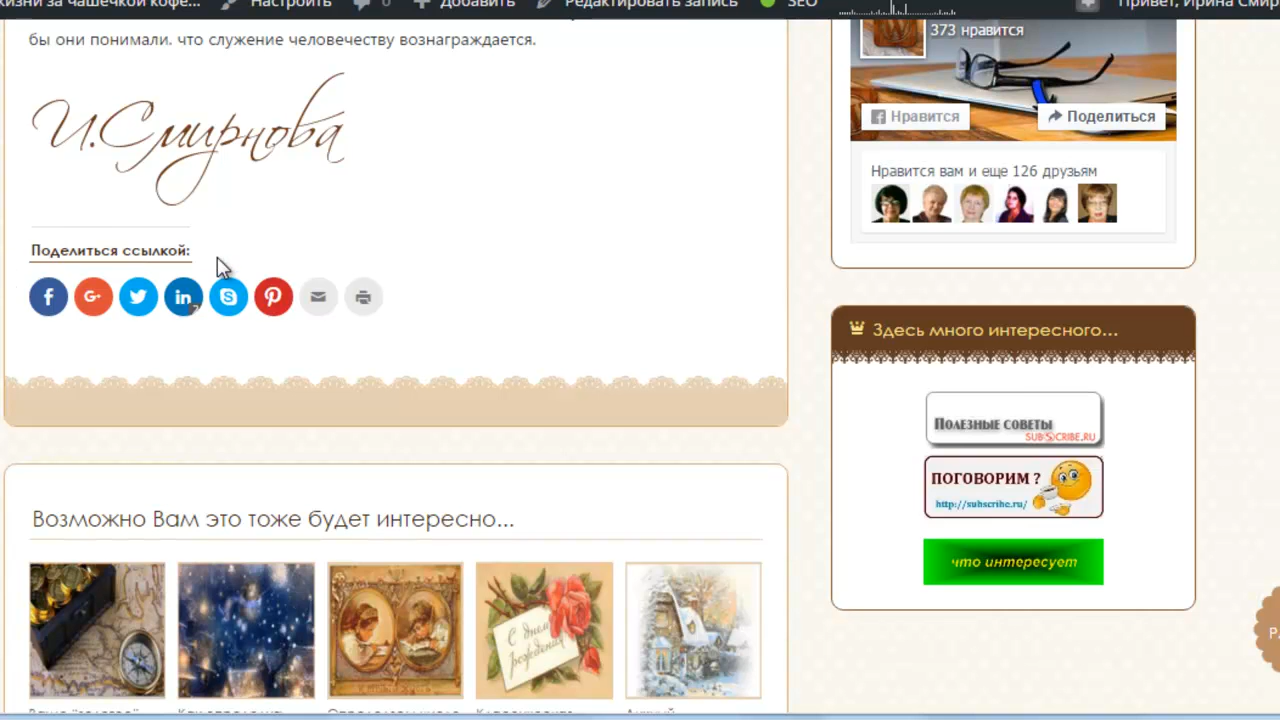 жизни за чашечкой кофе... Настроить 0 Добавить Редактировать запись SEO Привет, Ирина Смир
бы они понимали. что служение человечеству вознаграждается.
И.Смирнова
Поделиться ссылкой:
Возможно Вам это тоже будет интересно...
С днем рождения
373 нравится
Нравится
Поделиться
Нравится вам и еще 126 друзьям
Здесь много интересного...
Полезные советы
SUBSCRIBE.RU
ПОГОВОРИМ ?
http://subscribe.ru/
что интересует